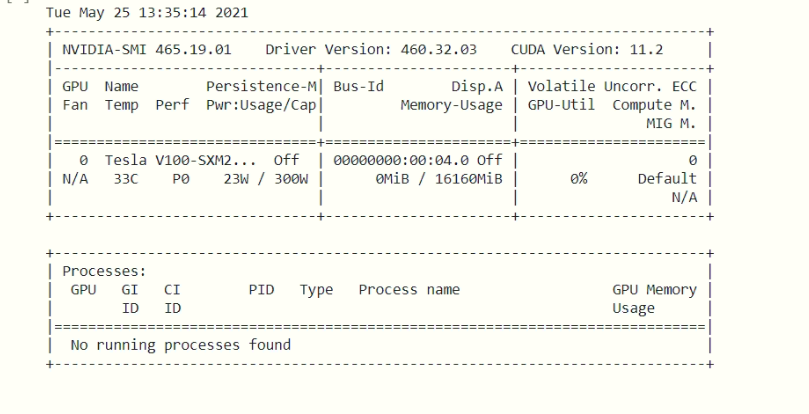 Tue May 25 13:35:14 2021
+-----------------------------------------------------------------------------+
| NVIDIA-SMI 465.19.01    Driver Version: 460.32.03    CUDA Version: 11.2     |
|-------------------------------+----------------------+----------------------+
| GPU  Name        Persistence-M| Bus-Id        Disp.A | Volatile Uncorr. ECC |
| Fan  Temp  Perf  Pwr:Usage/Cap|         Memory-Usage | GPU-Util  Compute M. |
|                               |                      |               MIG M. |
|===============================+======================+======================|
|   0  Tesla V100-SXM2...  Off  | 00000000:00:04.0 Off |                    0 |
| N/A   33C    P0    23W / 300W |      0MiB / 16160MiB |      0%      Default |
|                               |                      |                  N/A |
+-------------------------------+----------------------+----------------------+
+-----------------------------------------------------------------------------+
| Processes:                                                                  |
|  GPU   GI   CI        PID   Type   Process name                  GPU Memory |
|        ID   ID                                                   Usage      |
|=============================================================================|
|  No running processes found                                                 |
+-----------------------------------------------------------------------------+